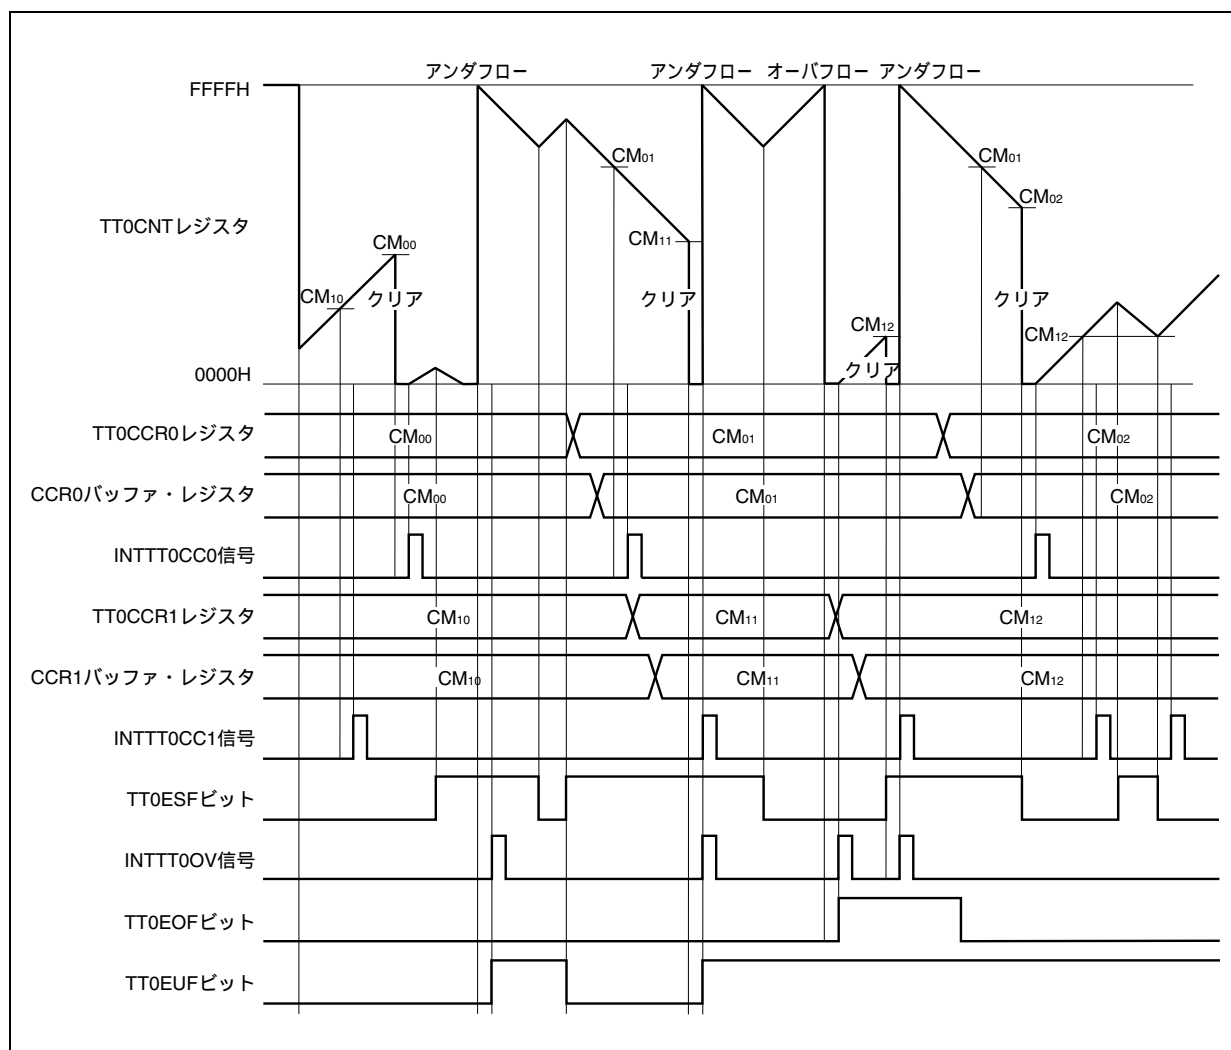 アンダフロー アンダフロー オーバフロー アンダフロー
FFFFH
CM01 CM01
CM02
TT0CNTレジスタ
CM00 CM11
CM10 クリア クリア クリア
CM12 CM12
クリア
0000H
TT0CCR0レジスタ CM00 CM01 CM02
CCR0バッファ・レジスタ CM00 CM01 CM02
INTTT0CC0信号
TT0CCR1レジスタ CM10 CM11 CM12
CCR1バッファ・レジスタ CM10 CM11 CM12
INTTT0CC1信号
TT0ESFビット
INTTT0OV信号
TT0EOFビット
TT0EUFビット